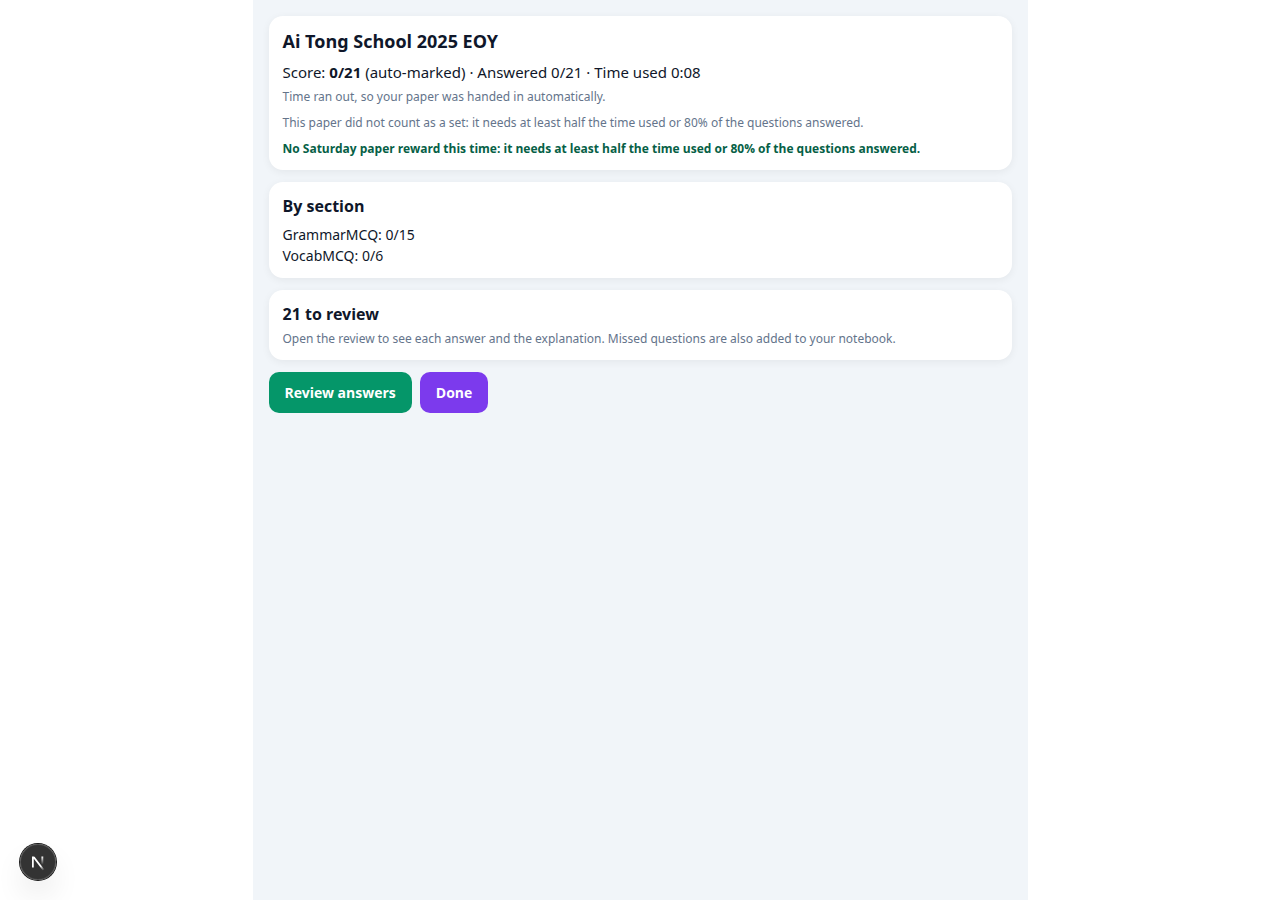 Ai Tong School 2025 EOY
Score: 0/21 (auto-marked) · Answered 0/21 · Time used 0:08
Time ran out, so your paper was handed in automatically.
This paper did not count as a set: it needs at least half the time used or 80% of the questions answered.
No Saturday paper reward this time: it needs at least half the time used or 80% of the questions answered.
By section
GrammarMCQ: 0/15
VocabMCQ: 0/6
21 to review
Open the review to see each answer and the explanation. Missed questions are also added to your notebook.
Review answers
Done
N